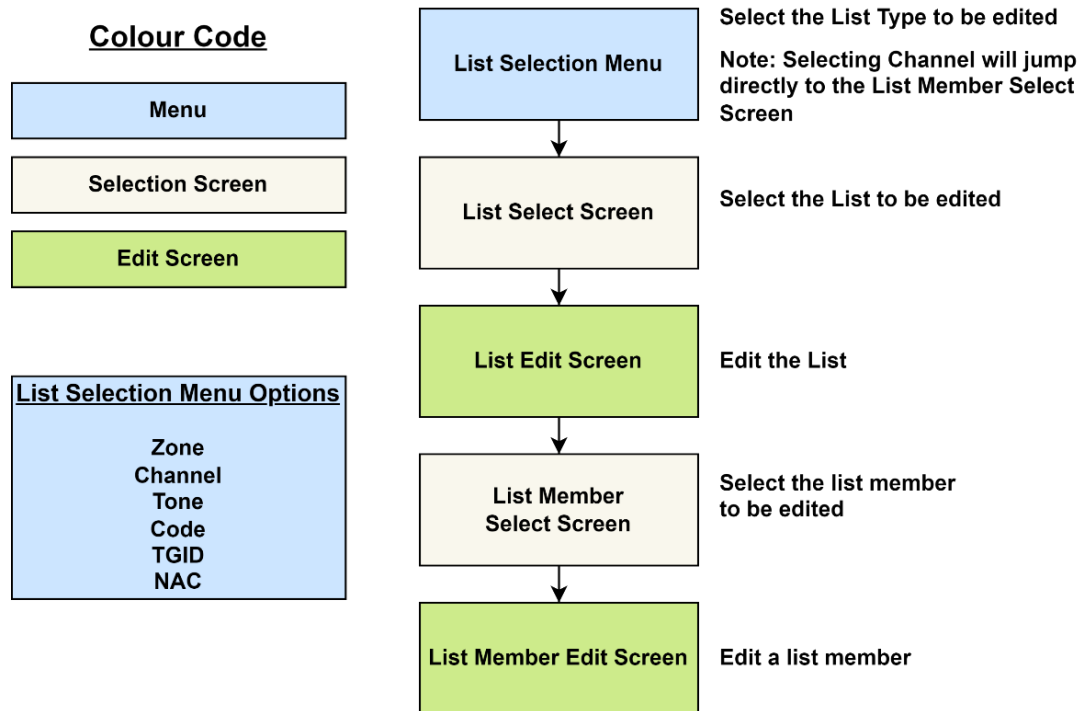 Colour Code
Menu
Selection Screen
Edit Screen
List Selection Menu Options
Zone
Channel
Tone
Code
TGID
NAC
List Selection Menu
Select the List Type to be edited
Note: Selecting Channel will jump
directly to the List Member Select
Screen
List Select Screen
Select the List to be edited
List Edit Screen
Edit the List
List Member
Select Screen
Select the list member
to be edited
List Member Edit Screen
Edit a list member